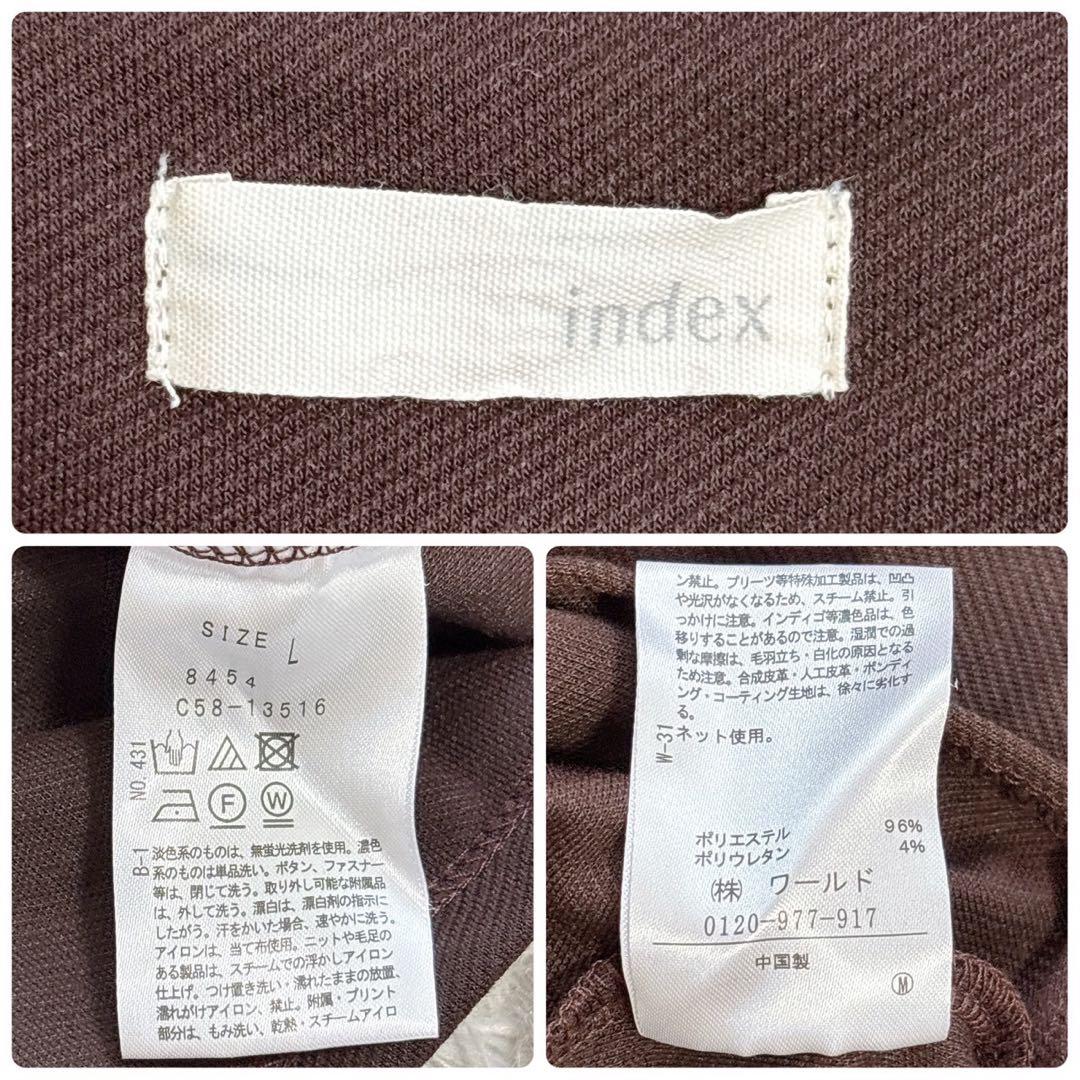 index
SIZE L
8454
C58-13516
NO.431
B-1
F
W
淡色系のものは、無蛍光洗剤を使用。濃色
系のものは単品洗い。ボタン、ファスナー
等は、閉じて洗う。取り外し可能な附属品
は、外して洗う。漂白は、漂白剤の指示に
したがう。汗をかいた場合、速やかに洗う。
アイロンは、当て布使用。ニットや毛足の
ある製品は、スチームでの浮かしアイロン
仕上げ。つけ置き洗い・濡れたままの放置、
濡れがけアイロン、禁止。附属・プリント
部分は、もみ洗い、乾熱・スチームアイロ
ン禁止。プリーツ等特殊加工製品は、凹凸
や光沢がなくなるため、スチーム禁止。引
っかけに注意。インディゴ等濃色品は、色
移りすることがあるので注意。湿潤での過
剰な摩擦は、毛羽立ち・白化の原因となる
ため注意。合成皮革・人工皮革・ボンディ
ング・コーティング生地は、徐々に劣化す
る。
W-31
ネット使用。
ポリエステル 96%
ポリウレタン 4%
(株) ワールド
0120-977-917
中国製
M